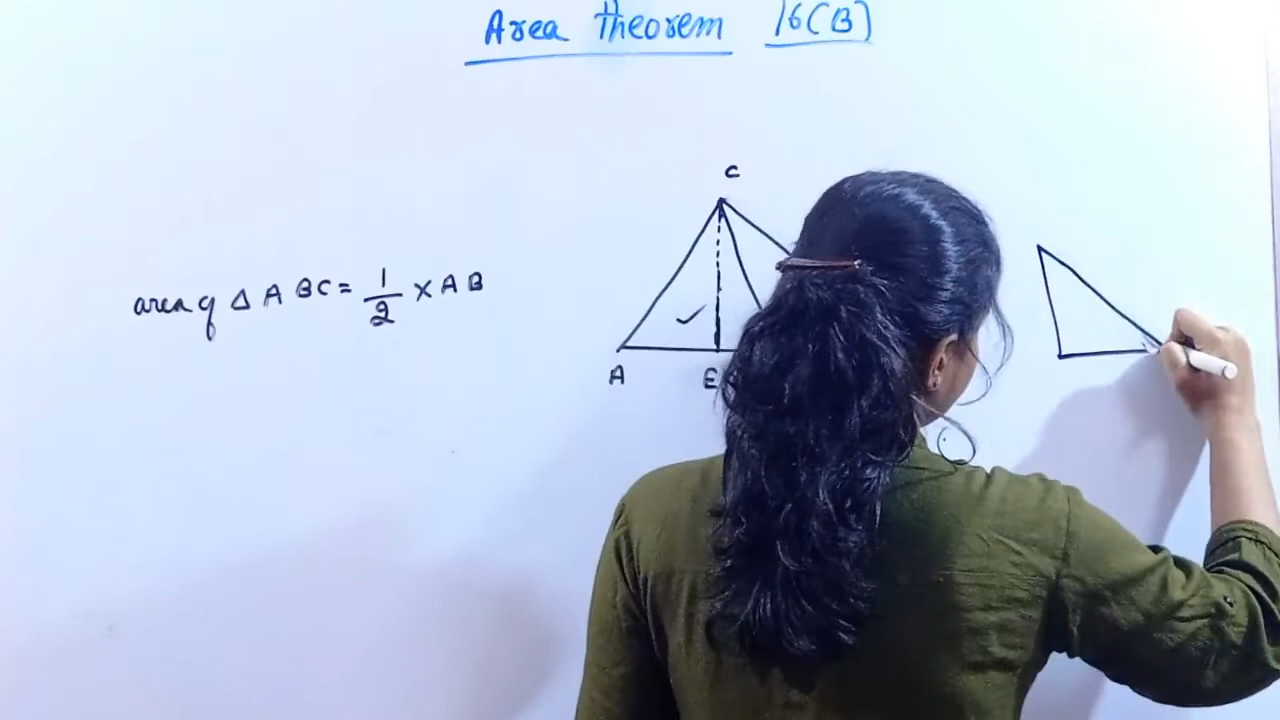 Area Theorem 16(B)
C
area of Δ ABC = 1/2 × AB
A E